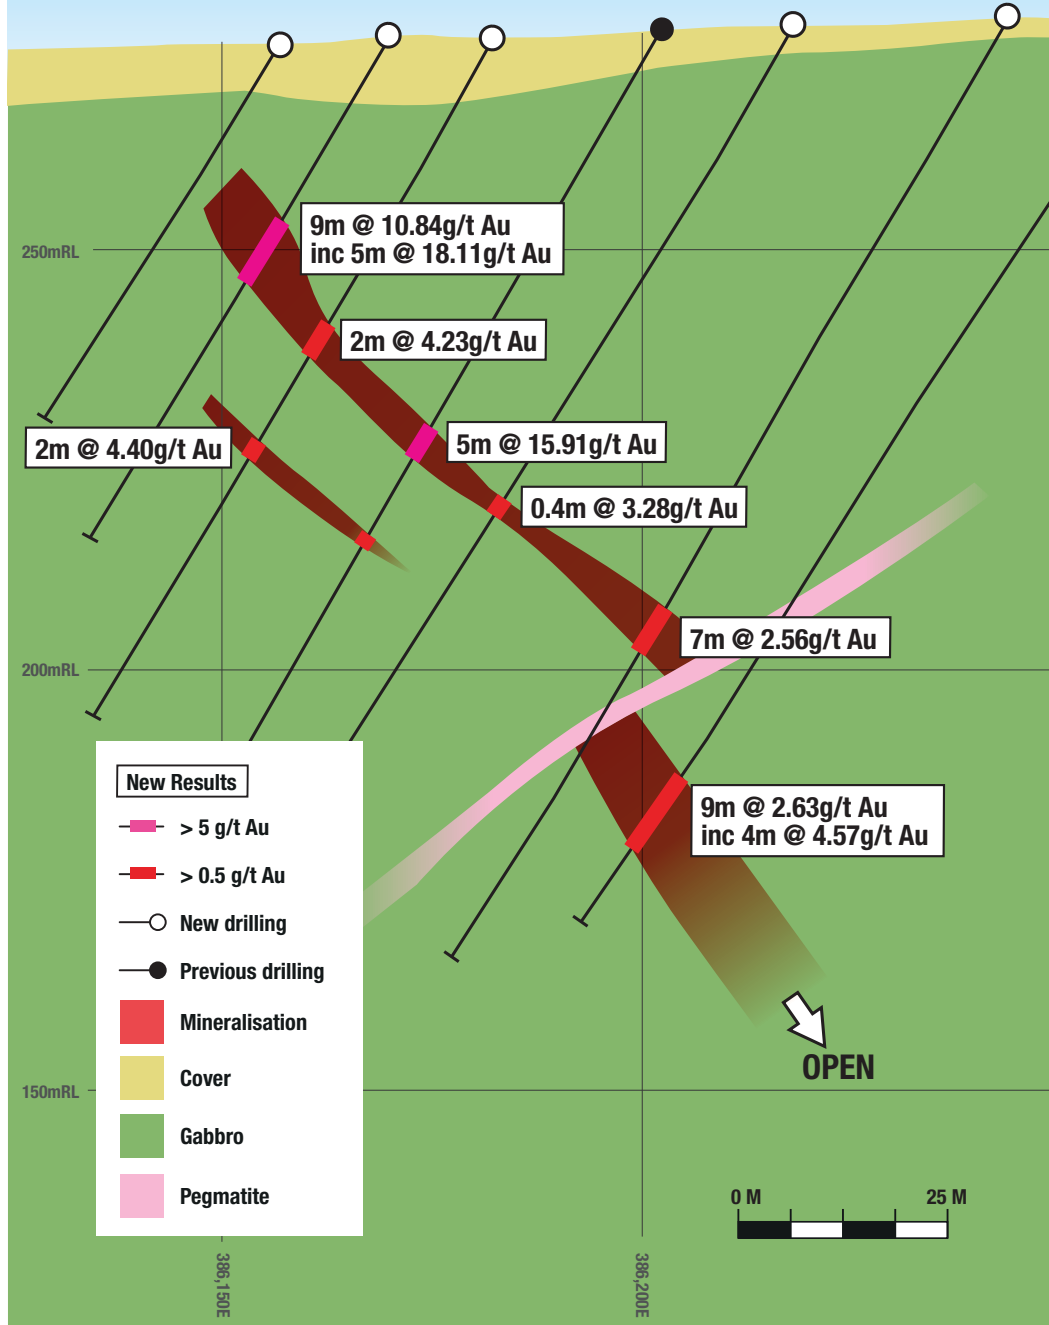 250mRL
9m @ 10.84g/t Au
inc 5m @ 18.11g/t Au
2m @ 4.23g/t Au
2m @ 4.40g/t Au
5m @ 15.91g/t Au
0.4m @ 3.28g/t Au
7m @ 2.56g/t Au
200mRL
9m @ 2.63g/t Au
inc 4m @ 4.57g/t Au
OPEN
150mRL
New Results
> 5 g/t Au
> 0.5 g/t Au
New drilling
Previous drilling
Mineralisation
Cover
Gabbro
Pegmatite
0 M
25 M
386,150E
386,200E